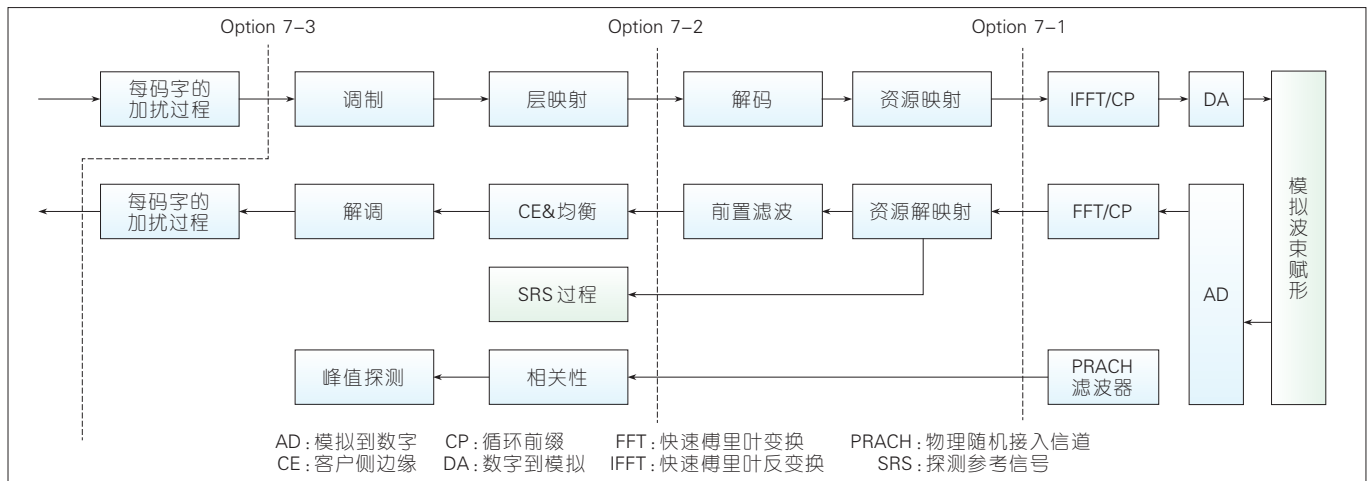 Option 7–3
Option 7–2
Option 7–1
每码字的
加扰过程
调制
层映射
解码
资源映射
IFFT/CP
DA
模拟波束赋形
每码字的
加扰过程
解调
CE&均衡
前置滤波
资源解映射
FFT/CP
AD
SRS 过程
峰值探测
相关性
PRACH
滤波器
AD：模拟到数字 CP：循环前缀 FFT：快速傅里叶变换 PRACH：物理随机接入信道
CE：客户侧边缘 DA：数字到模拟 IFFT：快速傅里叶反变换 SRS：探测参考信号